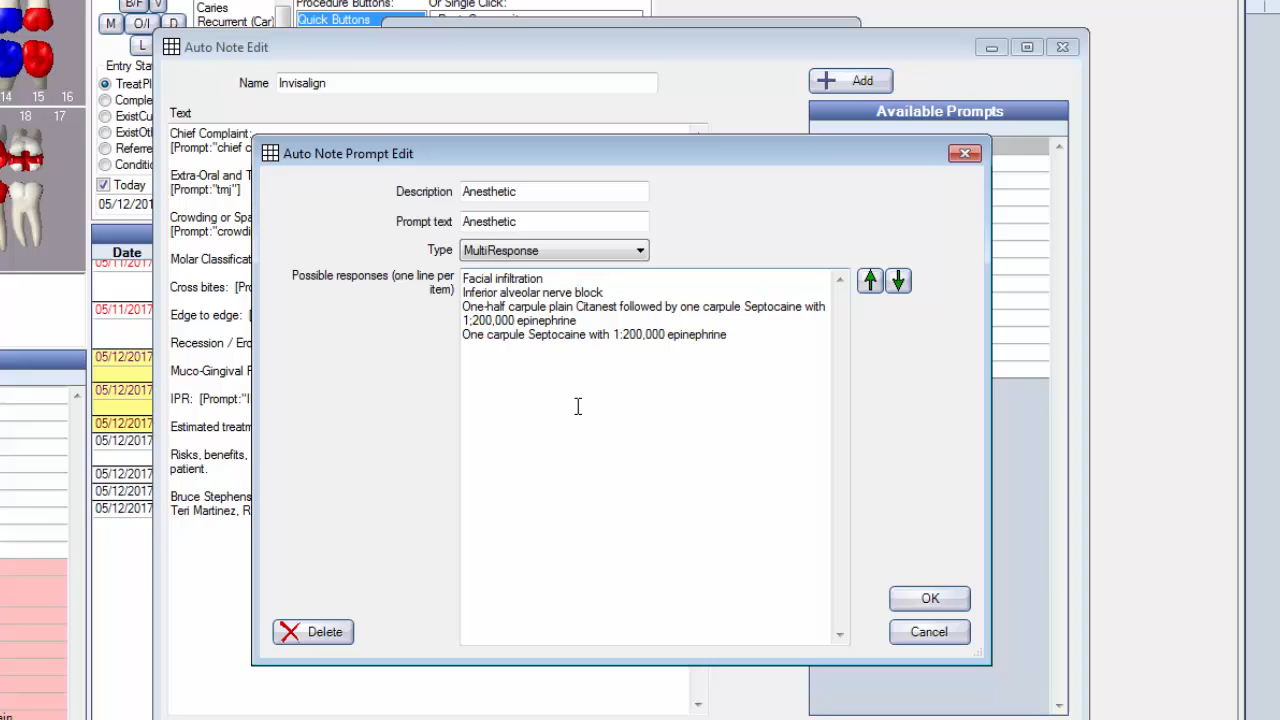 Procedure Buttons:
Or Single Click:
B/F V
Caries
M O/I D
Recurrent (Car)
Quick Buttons
L
14 15 16
18 17
Entry Sta
TreatPl
Comple
ExistCu
ExistOt
Referre
Conditio
Today
05/12/201
Date
05/11/2017
05/11/2017
05/12/2017
05/12/2017
05/12/2017
05/12/2017
05/12/2017
05/12/2017
05/12/2017
Auto Note Edit
Name Invisalign
Add
Text
Available Prompts
Chief Complaint:
[Prompt:"chief c
Extra-Oral and T
[Prompt:"tmj"]
Crowding or Spa
[Prompt:"crowdi
Molar Classificat
Cross bites: [Pro
Edge to edge: [
Recession / Ero
Muco-Gingival F
IPR: [Prompt:"I
Estimated treatm
Risks, benefits,
patient.
Bruce Stephens
Teri Martinez, R
Auto Note Prompt Edit
Description Anesthetic
Prompt text Anesthetic
Type MultiResponse
Possible responses (one line per
item)
Facial infiltration
Inferior alveolar nerve block
One-half carpule plain Citanest followed by one carpule Septocaine with
1;200,000 epinephrine
One carpule Septocaine with 1:200,000 epinephrine
OK
Delete
Cancel